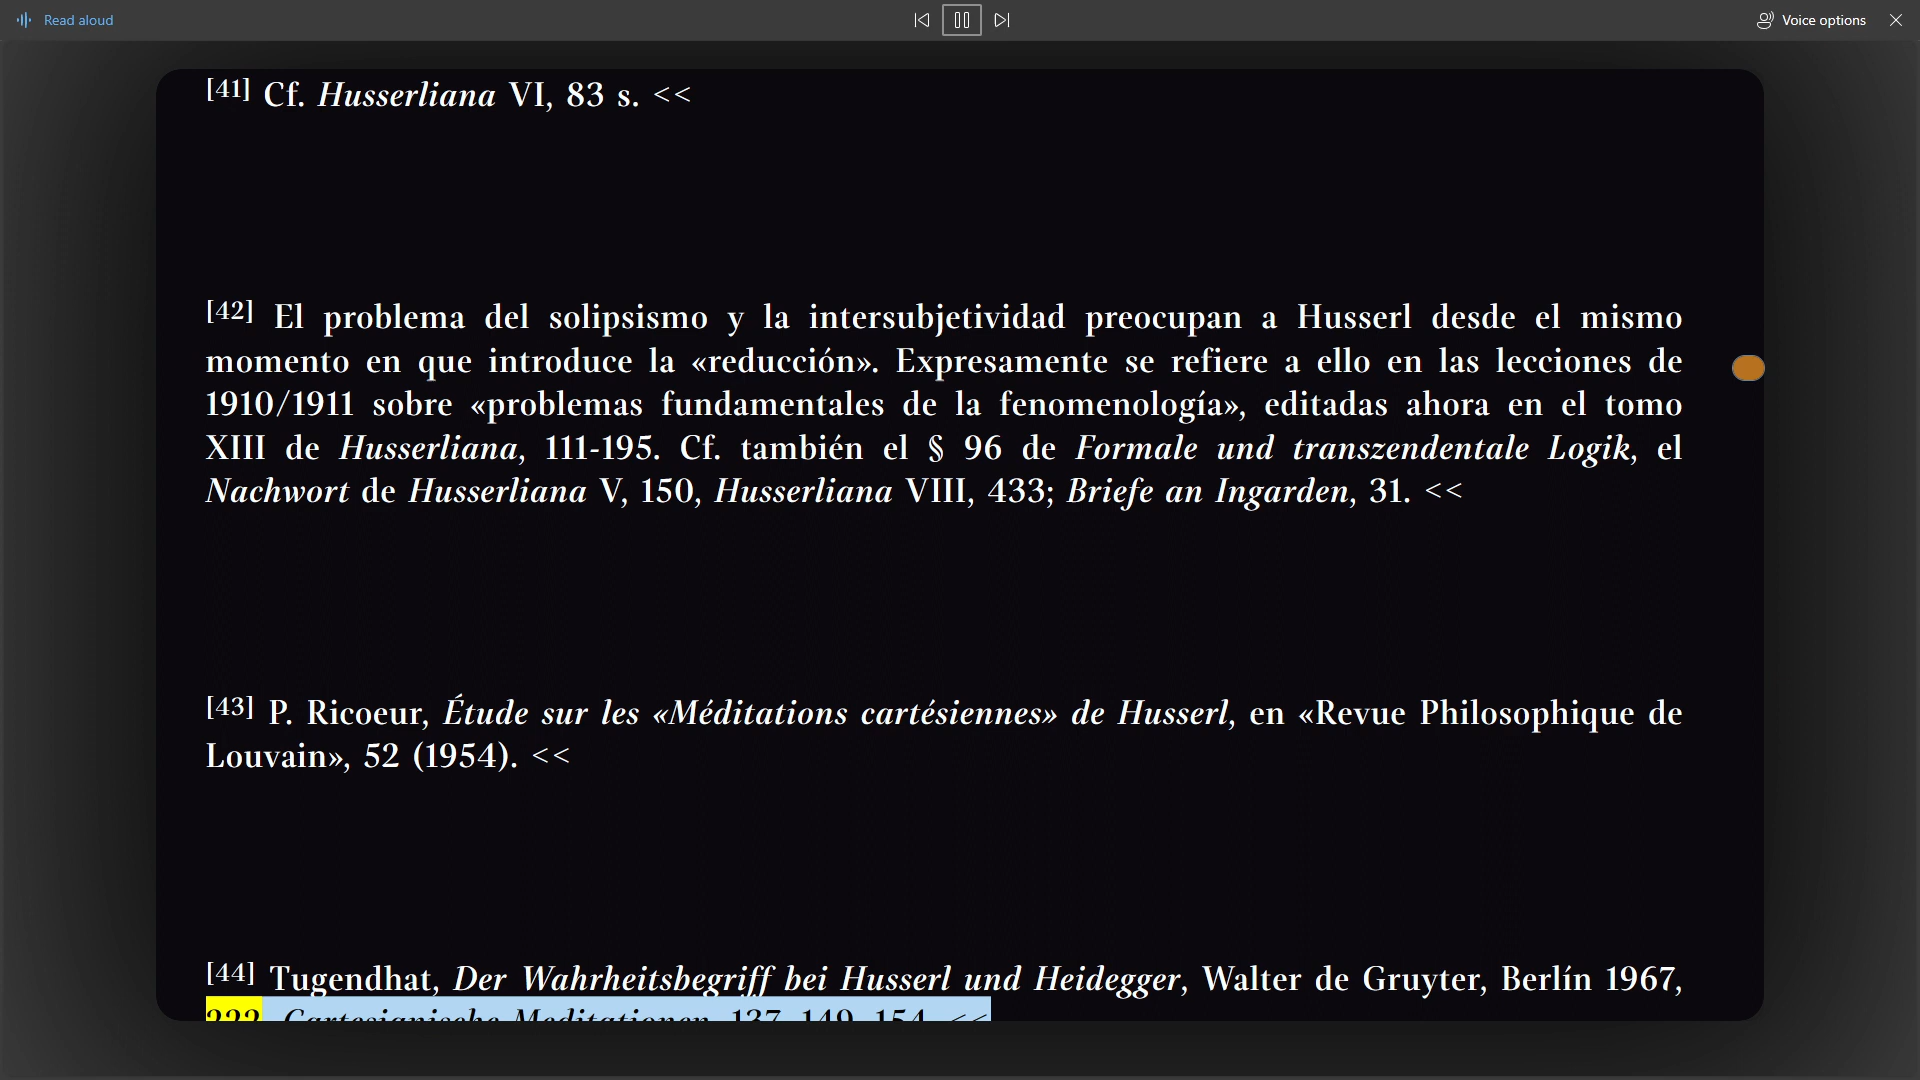 Read aloud
Voice options
[41] Cf. Husserliana VI, 83 s. <<
[42] El problema del solipsismo y la intersubjetividad preocupan a Husserl desde el mismo
momento en que introduce la «reducción». Expresamente se refiere a ello en las lecciones de
1910/1911 sobre «problemas fundamentales de la fenomenología», editadas ahora en el tomo
XIII de Husserliana, 111-195. Cf. también el § 96 de Formale und transzendentale Logik, el
Nachwort de Husserliana V, 150, Husserliana VIII, 433; Briefe an Ingarden, 31. <<
[43] P. Ricoeur, Étude sur les «Méditations cartésiennes» de Husserl, en «Revue Philosophique de
Louvain», 52 (1954). <<
[44] Tugendhat, Der Wahrheitsbegriff bei Husserl und Heidegger, Walter de Gruyter, Berlín 1967,
Cartesianische Meditationen, 137, 149, 154. <<